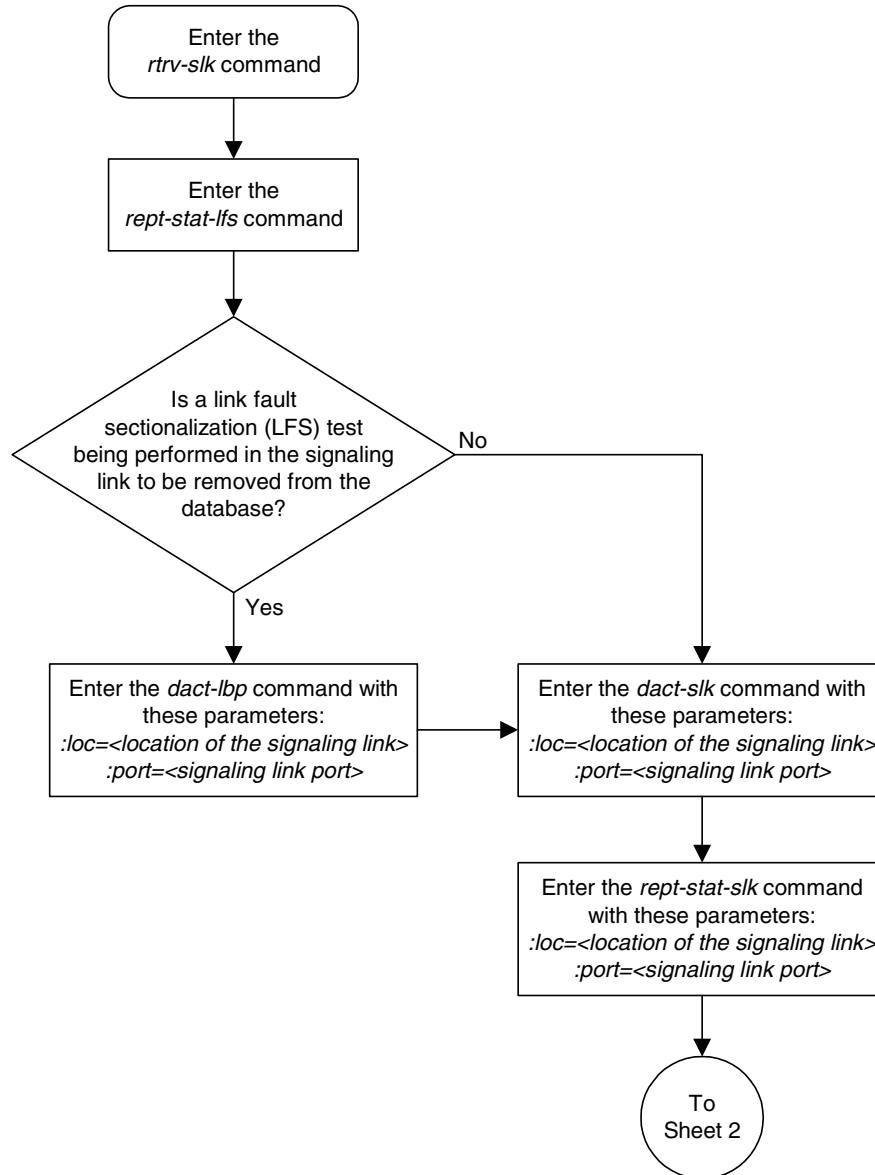 Enter the
rtrv-slk command
Enter the
rept-stat-lfs command
Is a link fault
sectionalization (LFS) test
being performed in the signaling
link to be removed from the
database?
No
Yes
Enter the dact-lbp command with
these parameters:
:loc=<location of the signaling link>
:port=<signaling link port>
Enter the dact-slk command with
these parameters:
:loc=<location of the signaling link>
:port=<signaling link port>
Enter the rept-stat-slk command
with these parameters:
:loc=<location of the signaling link>
:port=<signaling link port>
To
Sheet 2